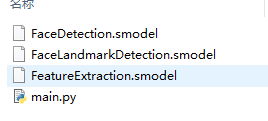 名称
FaceDetection.smodel
FaceLandmarkDetection.smodel
FeatureExtraction.smodel
main.py